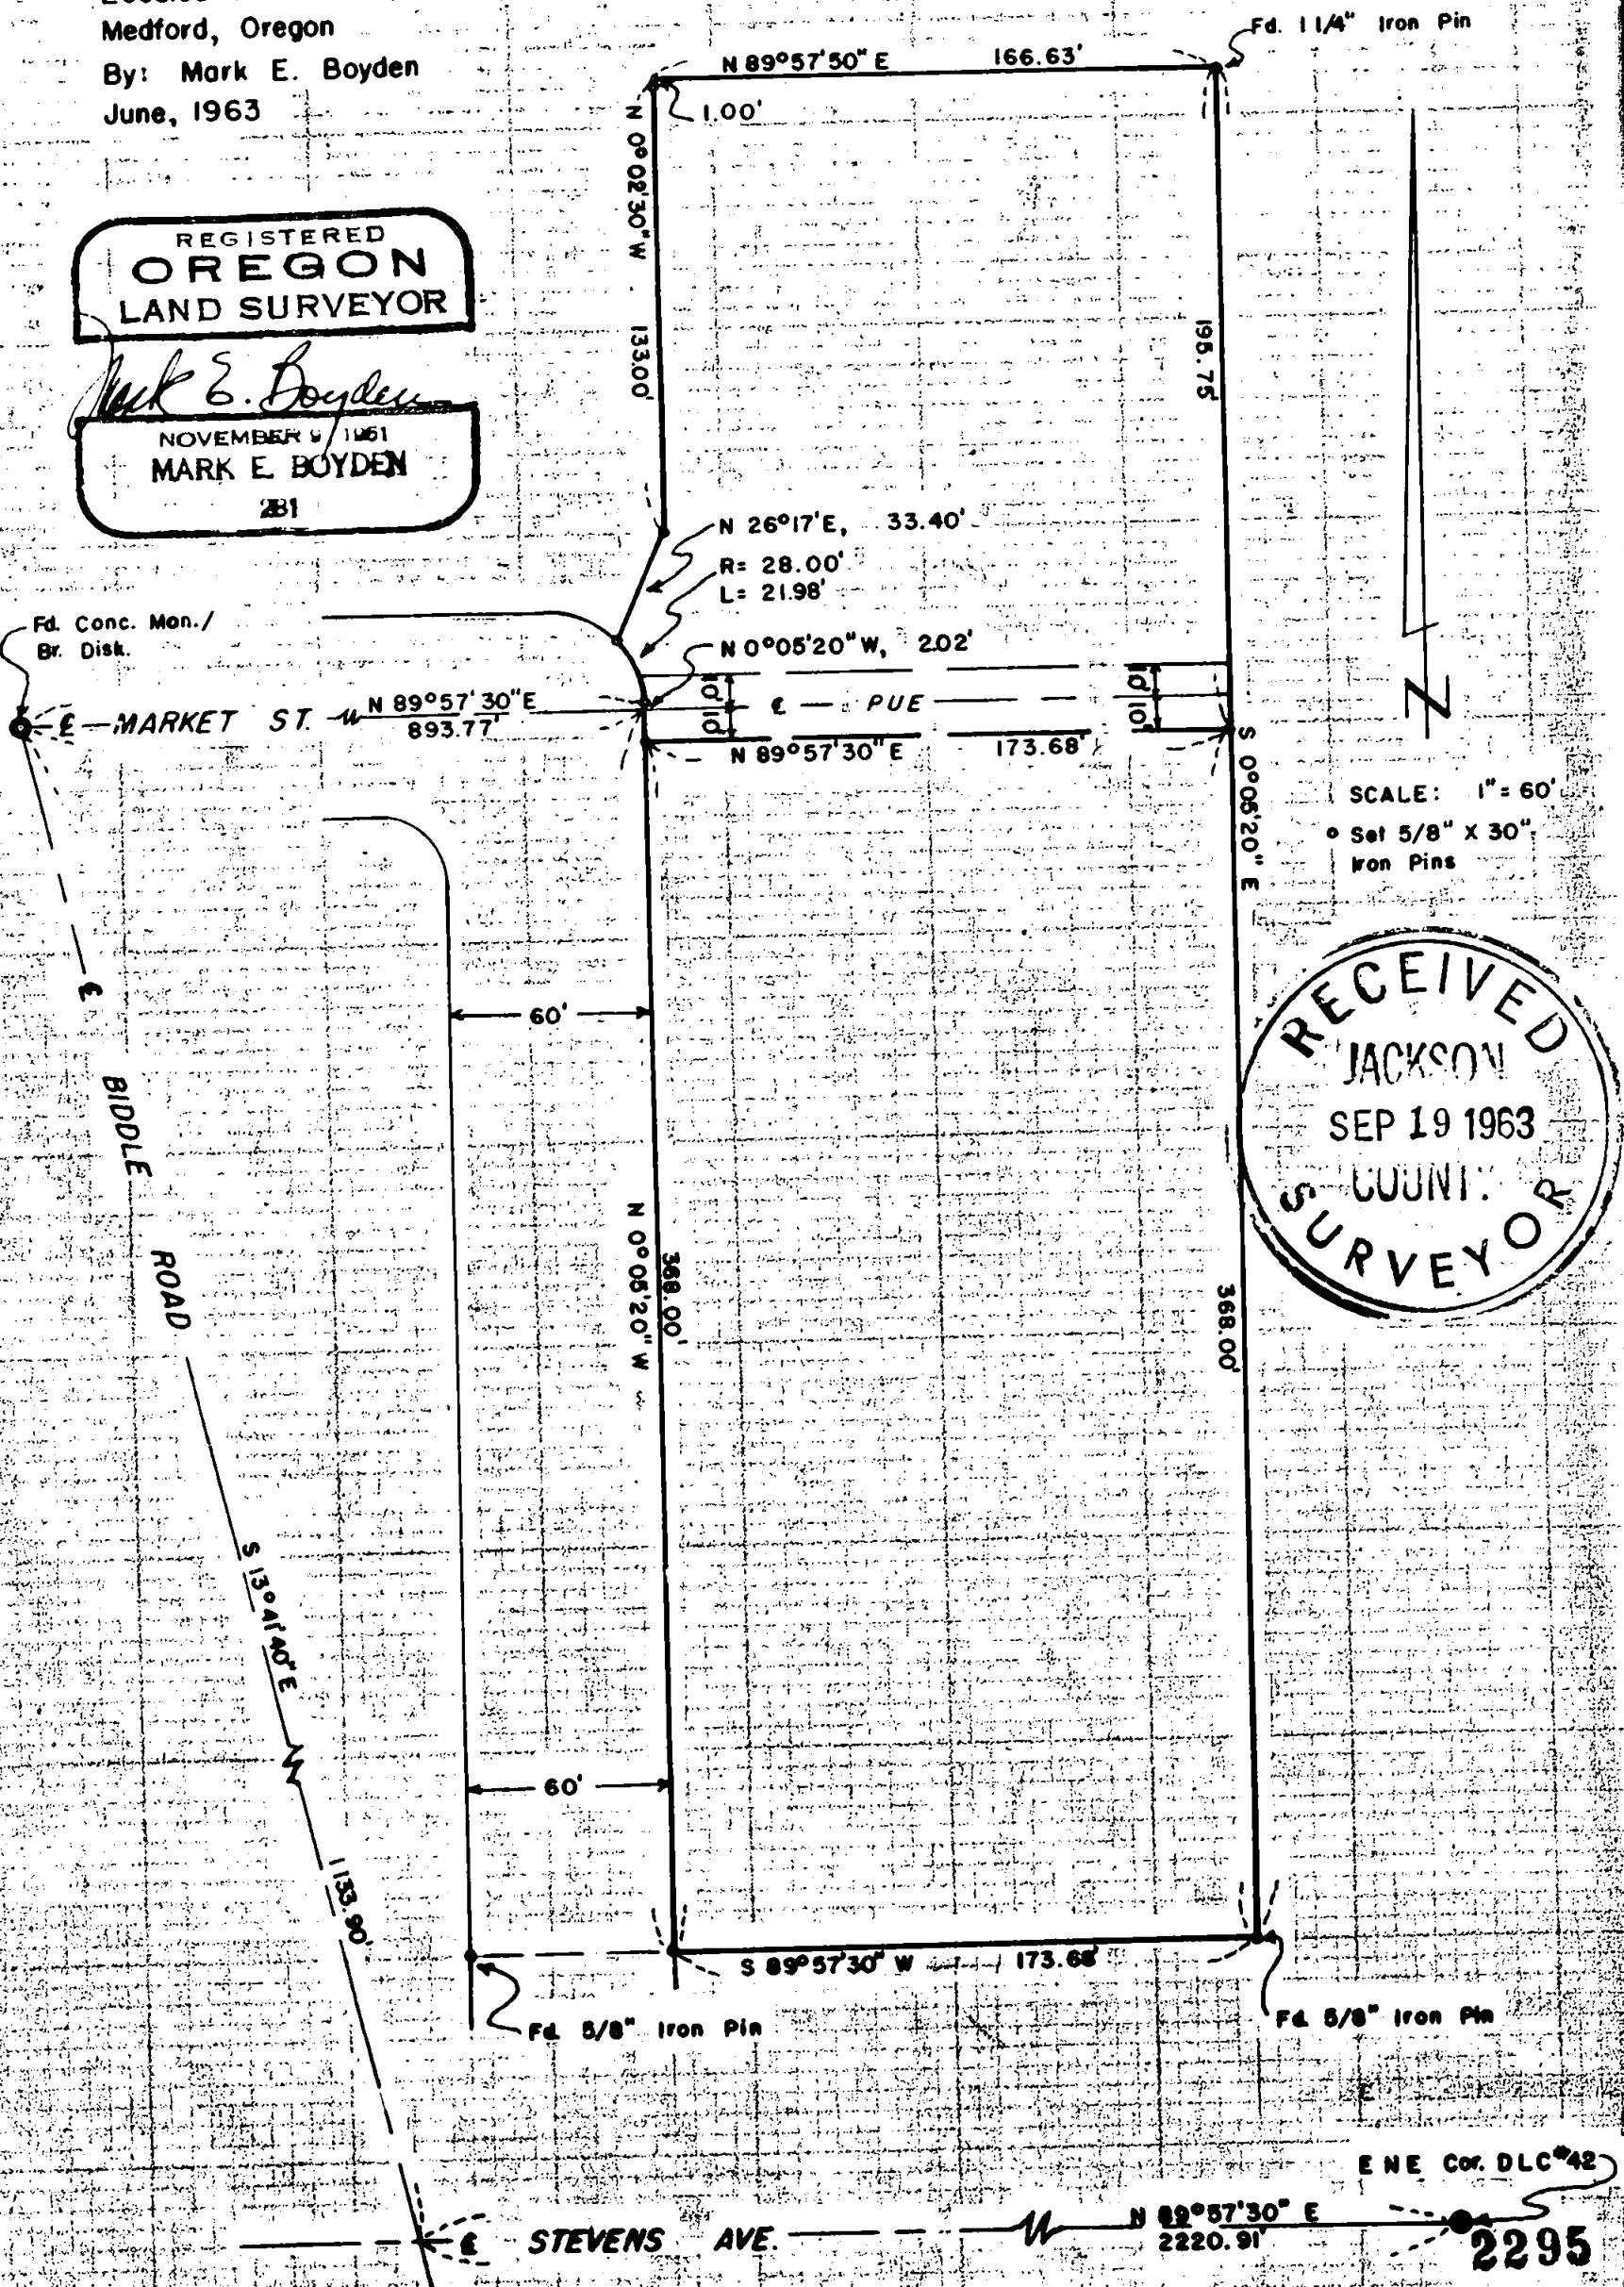 Medford, Oregon
By: Mark E. Boyden
June, 1963
Fd. 1 1/4" Iron Pin
N 89°57'50" E 166.63'
1.00'
N 0°02'30" W 133.00'
REGISTERED
OREGON
LAND SURVEYOR
Mark E. Boyden
NOVEMBER 9, 1961
MARK E. BOYDEN
281
195.75'
N 26°17'E, 33.40'
R= 28.00'
L= 21.98'
N 0°05'20" W, 2.02'
Fd. Conc. Mon./
Br. Disk.
℄ MARKET ST. N 89°57'30"E
893.77'
10' 10'
℄ PUE
10' 10'
N 89°57'30"E 173.68'
S 0°05'20" E
SCALE: 1"= 60'
Set 5/8" X 30"
Iron Pins
60'
℄
BIDDLE ROAD
RECEIVED
JACKSON
SEP 19 1963
COUNTY
SURVEYOR
N 0°05'20" W
368.00'
368.00'
S 13°41'40" E
1133.90'
60'
S 89°57'30" W 173.68'
Fd. 5/8" Iron Pin
Fd. 5/8" Iron Pin
E N E Cor. DLC #42
℄ STEVENS AVE.
N 89°57'30" E
2220.91'
2295